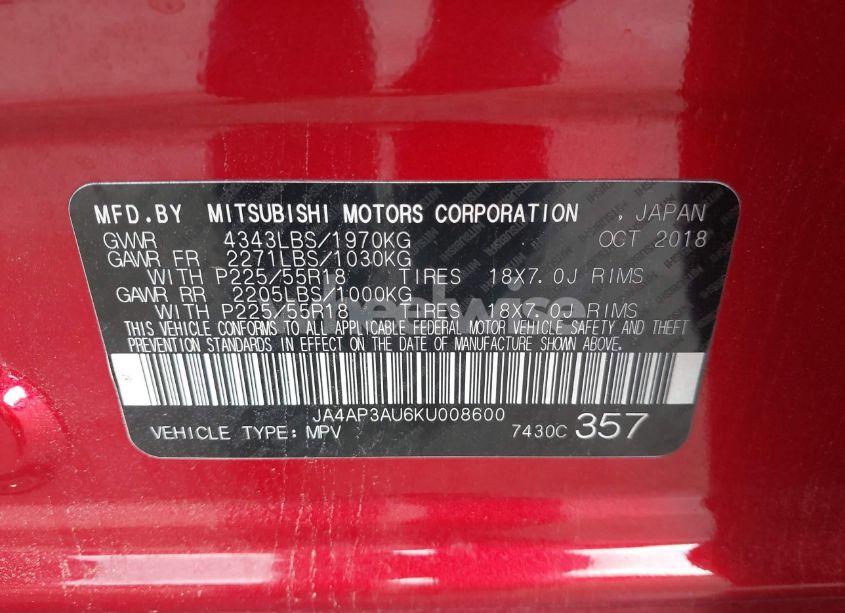 MFD.BY MITSUBISHI MOTORS CORPORATION , JAPAN
GWVR 4343LBS/1970KG OCT 2018
GAWR FR 2271LBS/1030KG
WITH P225/55R18 TIRES 18X7.0J RIMS
GAWR RR 2205LBS/1000KG
WITH P225/55R18 TIRES 18X7.0J RIMS
THIS VEHICLE CONFORMS TO ALL APPLICABLE FEDERAL MOTOR VEHICLE SAFETY AND THEFT
PREVENTION STANDARDS IN EFFECT ON THE DATE OF MANUFACTURE SHOWN ABOVE.
JA4AP3AU6KU008600
VEHICLE TYPE: MPV 7430C 357